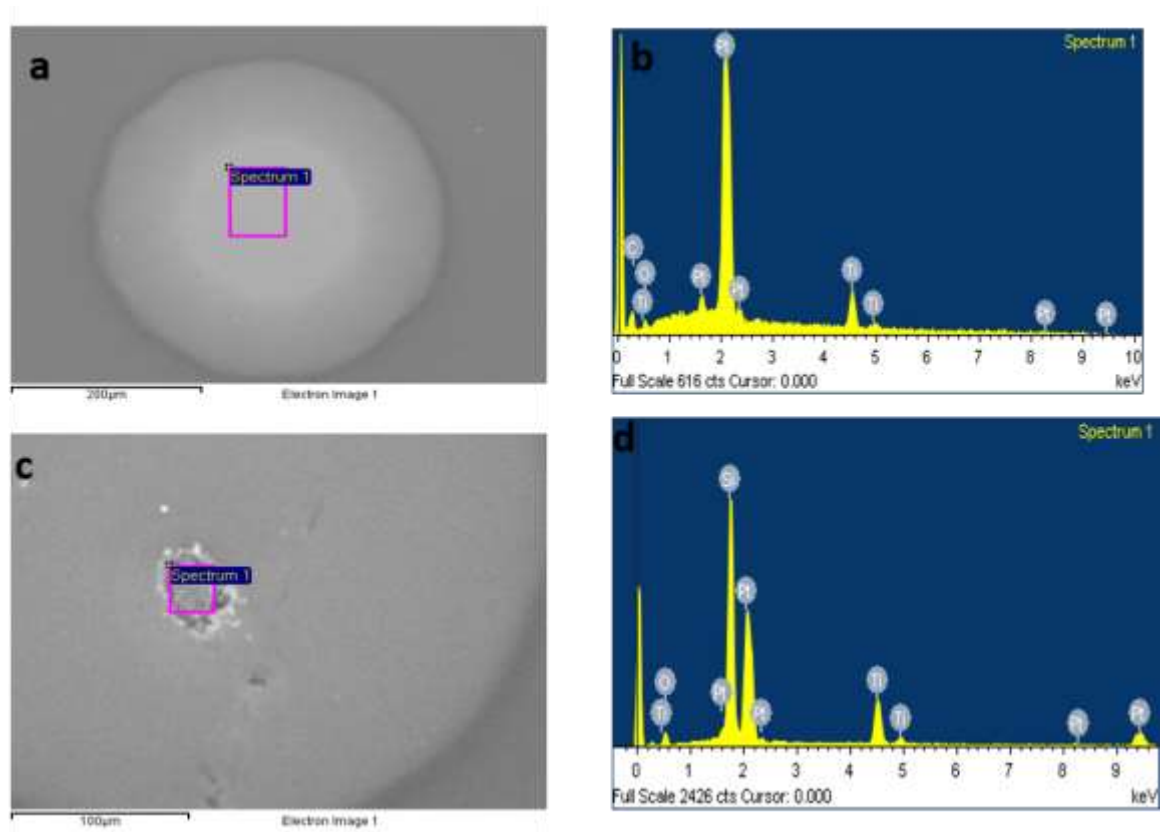 a
Spectrum 1
200µm Electron Image 1
b
Spectrum 1
Pt
C
O
Ti
Pt
Pt
Ti
Ti
Pt
Pt
0 1 2 3 4 5 6 7 8 9 10
Full Scale 616 cts Cursor: 0.000 keV
c
Spectrum 1
100µm Electron Image 1
d
Spectrum 1
Si
Pt
O
Ti
Pt
Pt
Ti
Ti
Pt
Pt
0 1 2 3 4 5 6 7 8 9
Full Scale 2426 cts Cursor: 0.000 keV